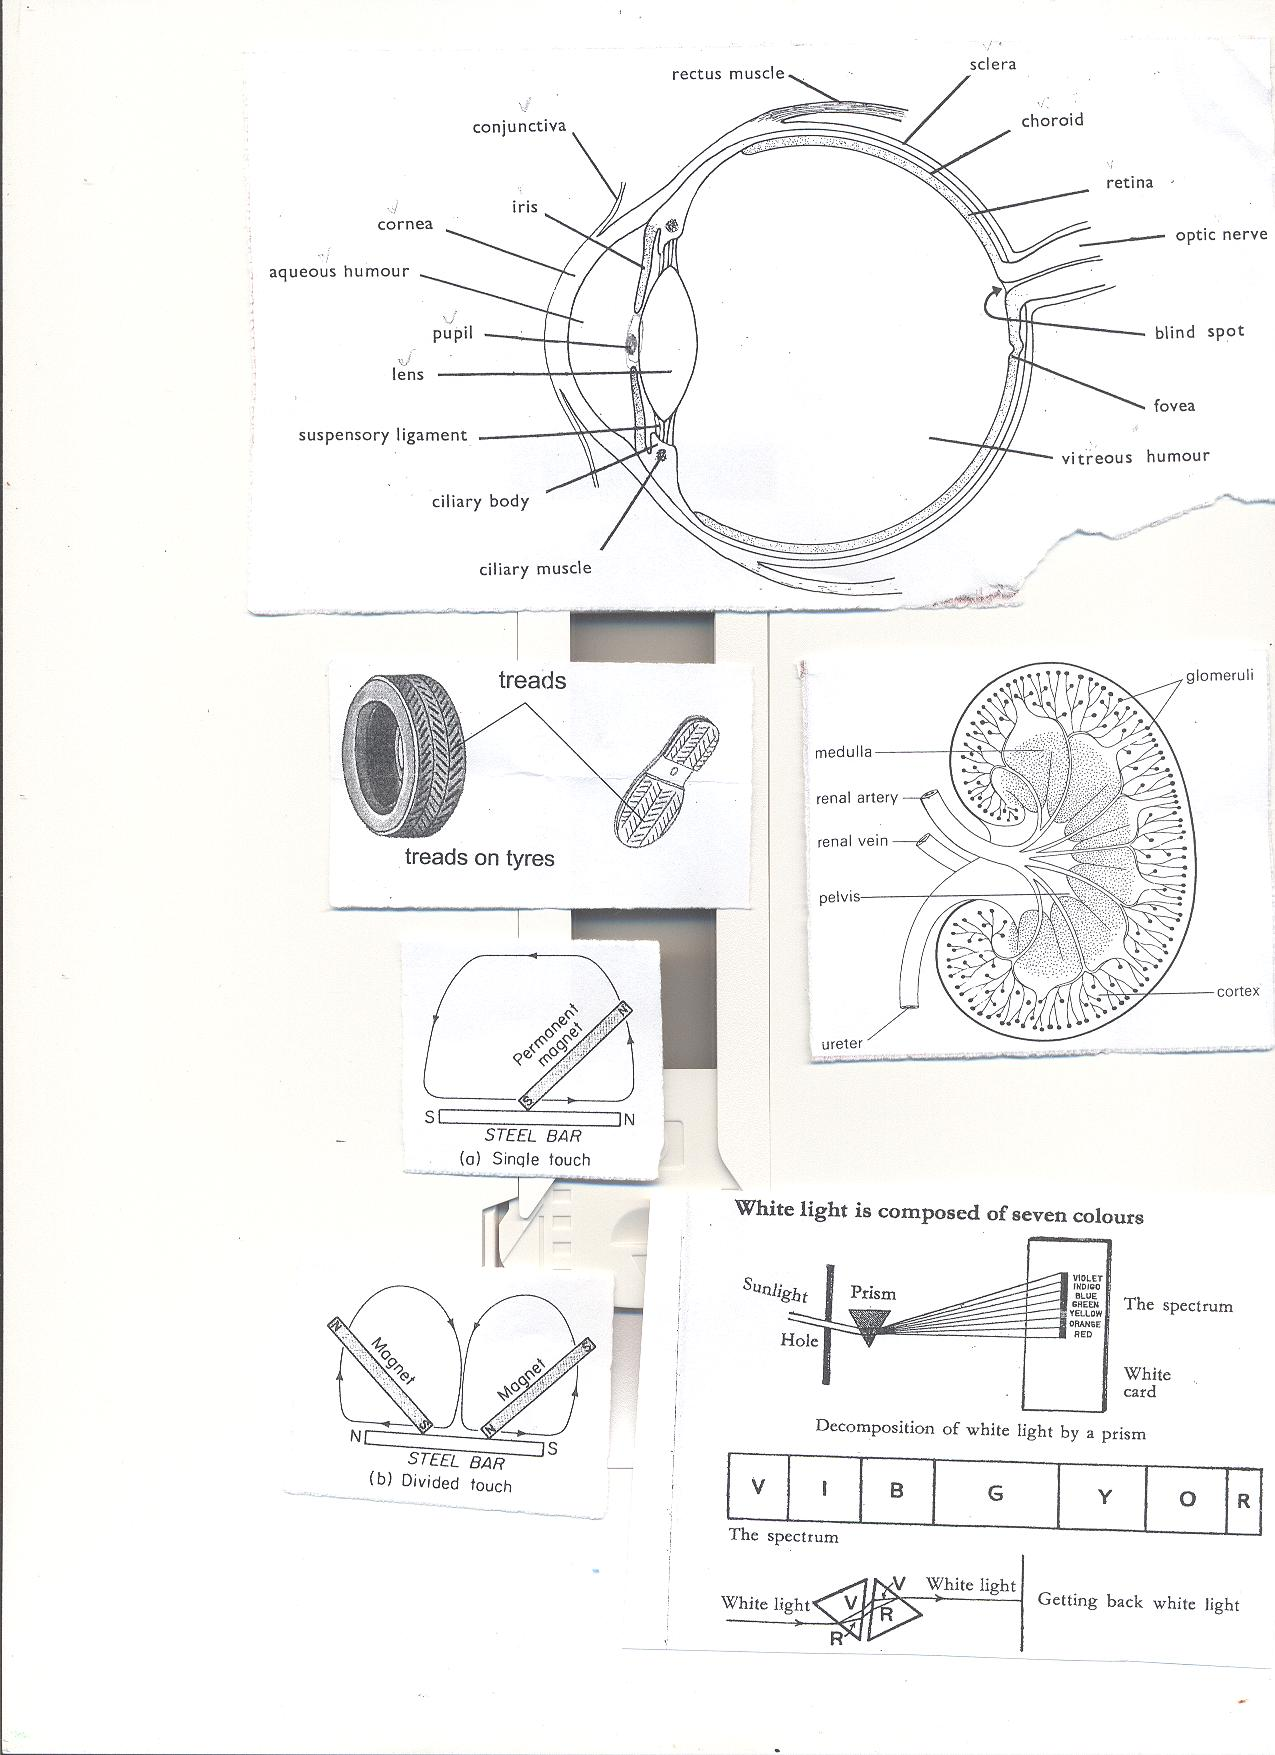 rectus muscle
sclera
conjunctiva
choroid
iris
retina
cornea
optic nerve
aqueous humour
pupil
blind spot
lens
fovea
suspensory ligament
vitreous humour
ciliary body
ciliary muscle
treads
treads on tyres
glomeruli
medulla
renal artery
renal vein
pelvis
cortex
ureter
N
Permanent
magnet
S
S N
STEEL BAR
(a) Single touch
N S
Magnet Magnet
S N
N S
STEEL BAR
(b) Divided touch
White light is composed of seven colours
Sunlight
Prism
Hole
VIOLET
INDIGO
BLUE
GREEN
YELLOW
ORANGE
RED
The spectrum
White
card
Decomposition of white light by a prism
V I B G Y O R
The spectrum
White light V V White light
R R
Getting back white light